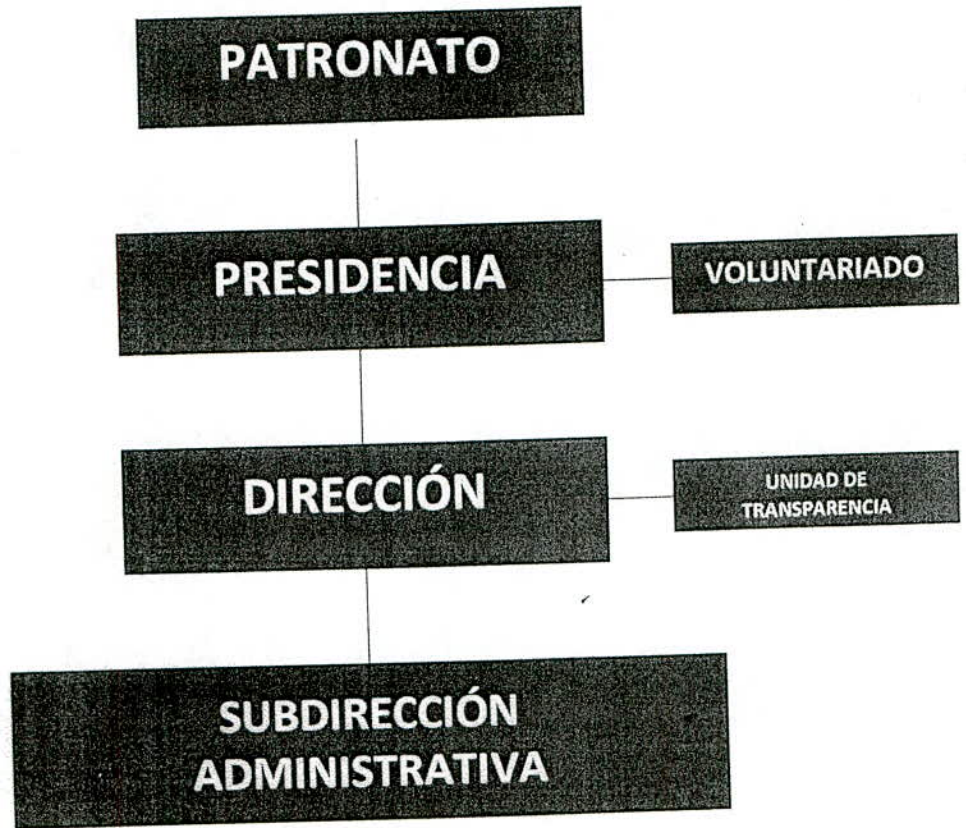 PATRONATO
PRESIDENCIA
VOLUNTARIADO
DIRECCIÓN
UNIDAD DE
TRANSPARENCIA
SUBDIRECCIÓN
ADMINISTRATIVA